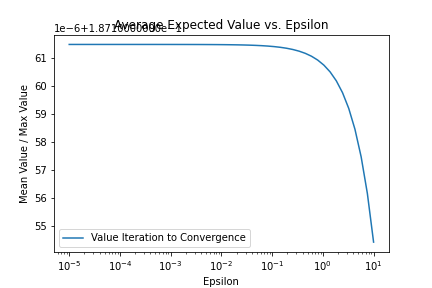 Average Expected Value vs. Epsilon
1e-6+1.8710000000e-1
61
60
59
58
57
56
55
Mean Value / Max Value
Value Iteration to Convergence
10⁻⁵ 10⁻⁴ 10⁻³ 10⁻² 10⁻¹ 10⁰ 10¹
Epsilon